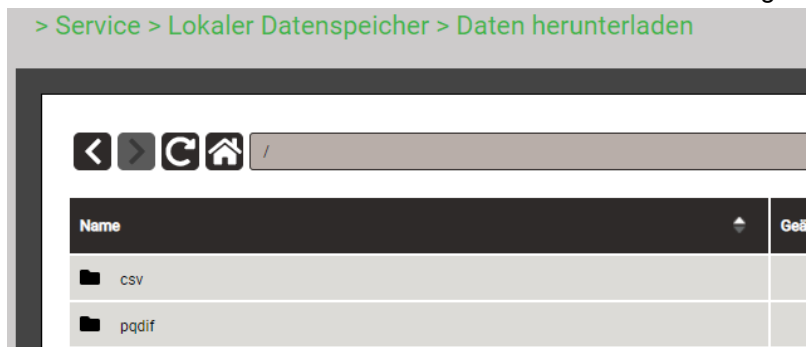 > Service > Lokaler Datenspeicher > Daten herunterladen
/
Name
csv
pqdif